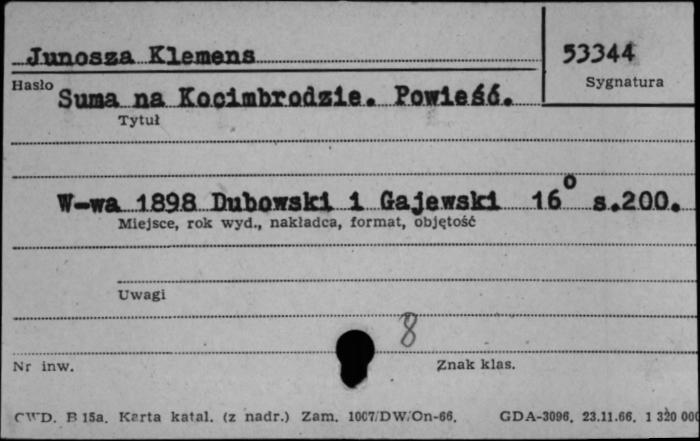 Junosza Klemens
53344
Hasło
Sygnatura
Suma na Kocimbrodzie. Powieść.
Tytuł
W-wa 1898 Dubowski i Gajewski 16° s.200.
Miejsce, rok wyd., nakładca, format, objętość
Uwagi
8
Nr inw.
Znak klas.
CWD. B 15a. Karta katal. (z nadr.) Zam. 1007/DW/On-66. GDA-3096. 23.11.66. 1 320 000